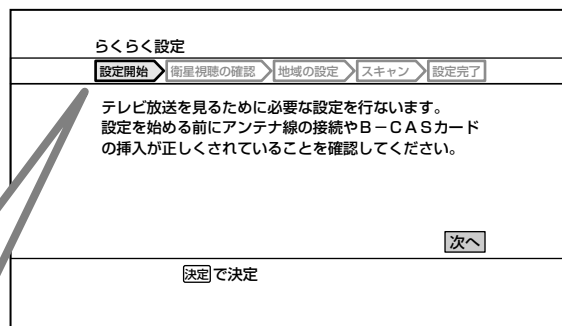 らくらく設定
設定開始 衛星視聴の確認 地域の設定 スキャン 設定完了
テレビ放送を見るために必要な設定を行ないます。
設定を始める前にアンテナ線の接続やB－CASカード
の挿入が正しくされていることを確認してください。
次へ
決定で決定